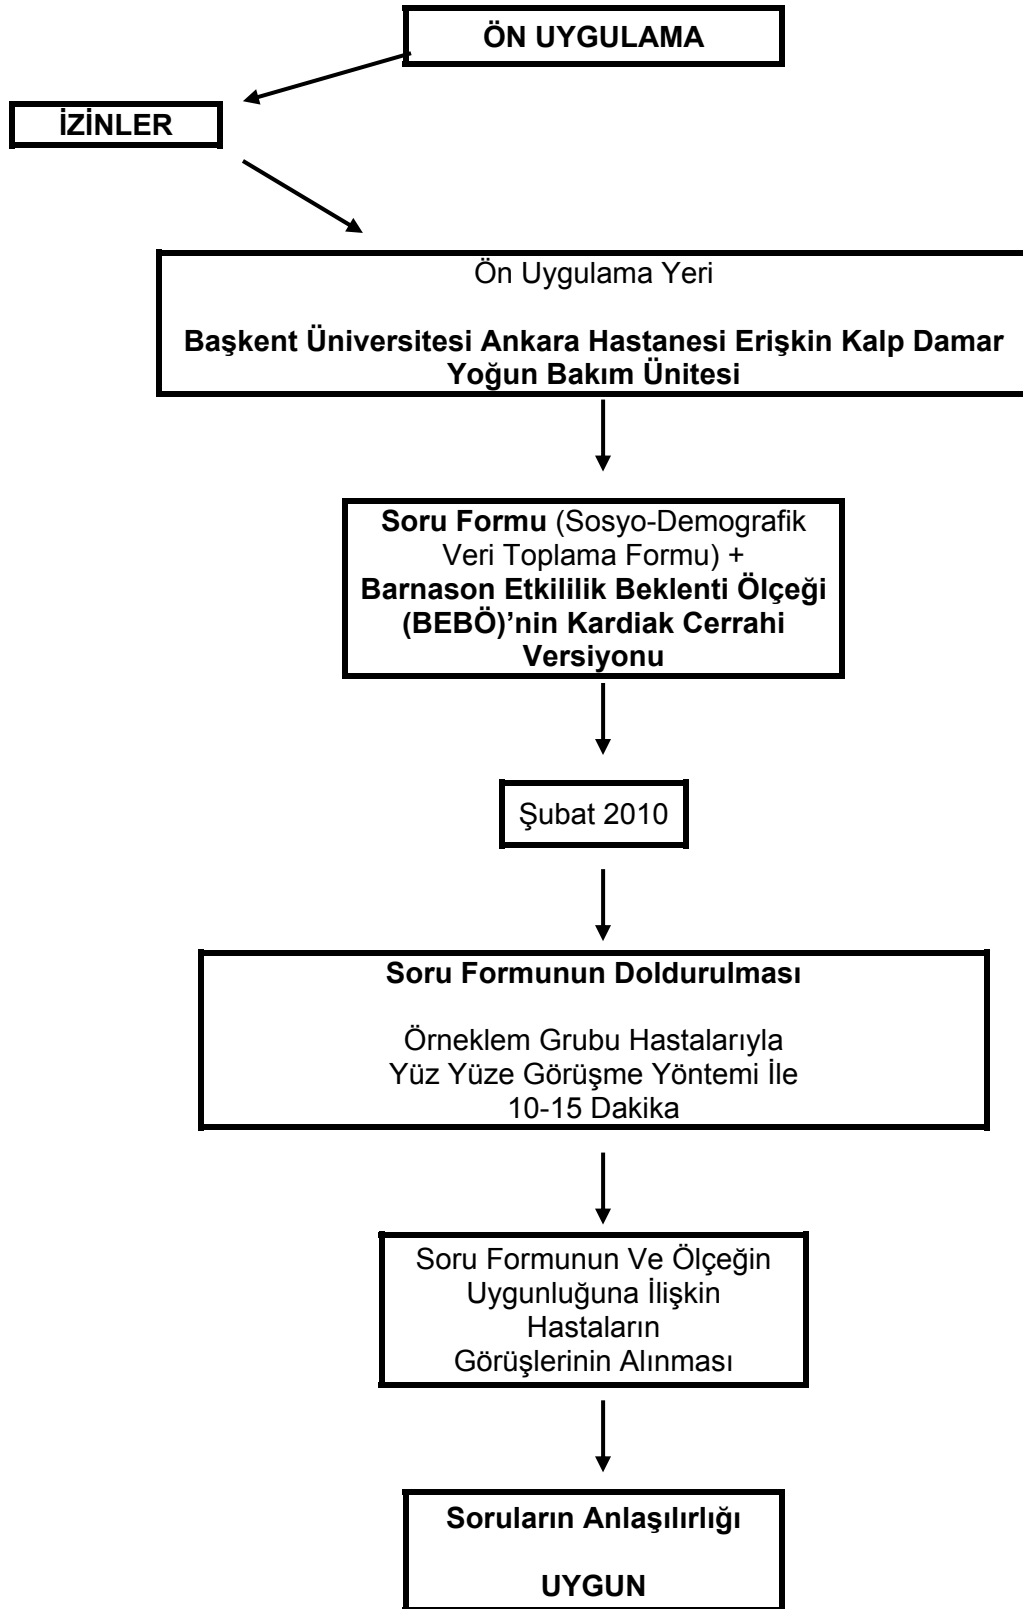 ÖN UYGULAMA
İZİNLER
Ön Uygulama Yeri
Başkent Üniversitesi Ankara Hastanesi Erişkin Kalp Damar
Yoğun Bakım Ünitesi
Soru Formu (Sosyo-Demografik
Veri Toplama Formu) +
Barnason Etkililik Beklenti Ölçeği
(BEBÖ)’nin Kardiak Cerrahi
Versiyonu
Şubat 2010
Soru Formunun Doldurulması
Örneklem Grubu Hastalarıyla
Yüz Yüze Görüşme Yöntemi İle
10-15 Dakika
Soru Formunun Ve Ölçeğin
Uygunluğuna İlişkin
Hastaların
Görüşlerinin Alınması
Soruların Anlaşılırlığı
UYGUN